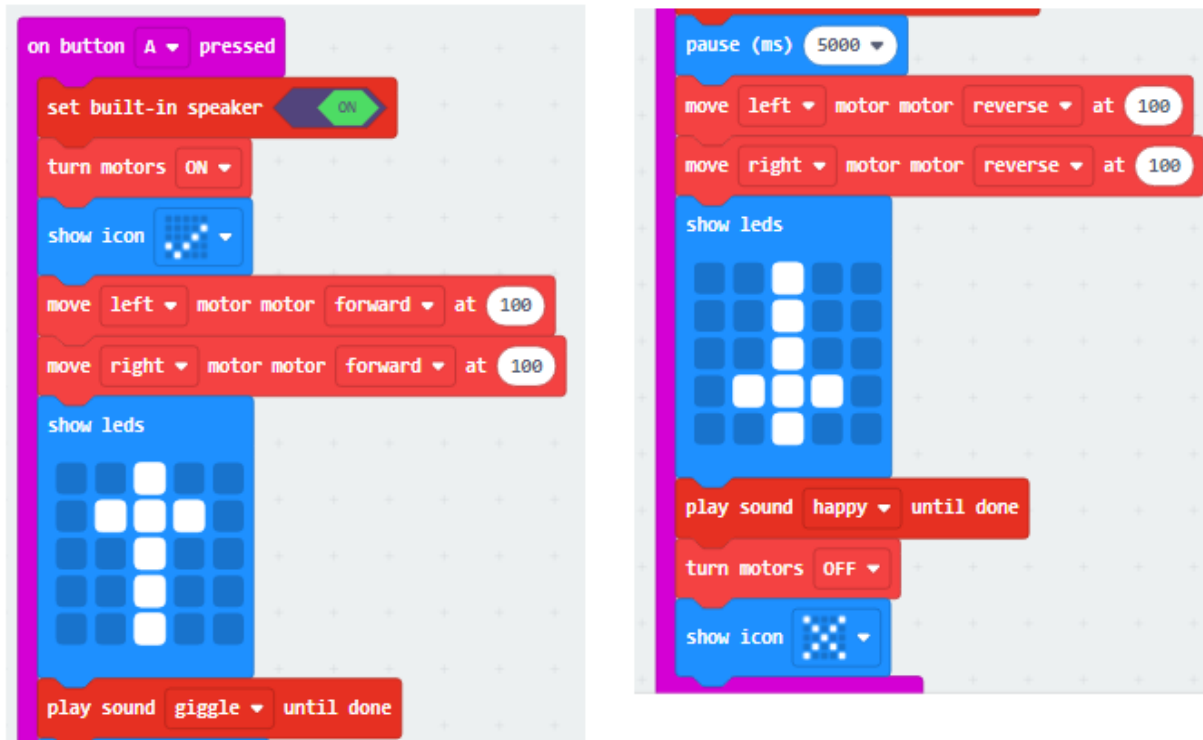 on button A pressed
set built-in speaker ON
turn motors ON
show icon
move left motor motor forward at 100
move right motor motor forward at 100
show leds
play sound giggle until done
pause (ms) 5000
move left motor motor reverse at 100
move right motor motor reverse at 100
show leds
play sound happy until done
turn motors OFF
show icon